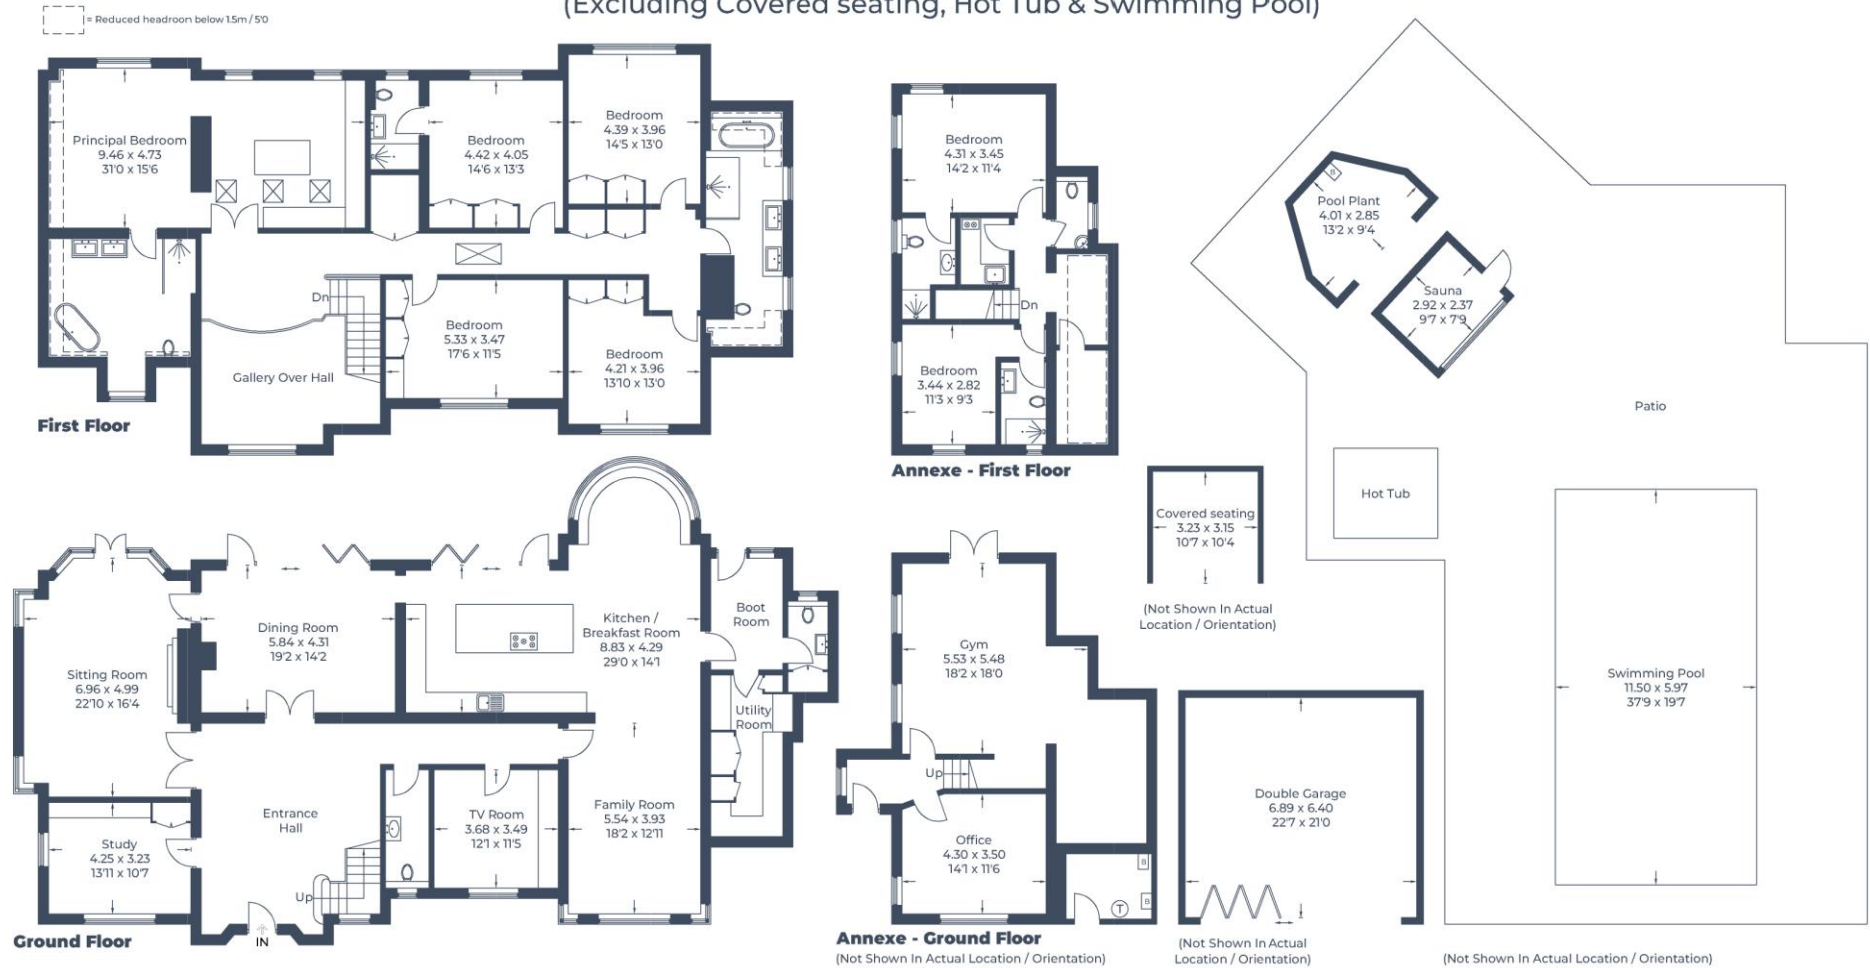 (Excluding Covered seating, Hot Tub & Swimming Pool)
= Reduced headroom below 1.5m / 5'0
Principal Bedroom
9.46 x 4.73
31'0 x 15'6
Bedroom
4.42 x 4.05
14'6 x 13'3
Bedroom
4.39 x 3.96
14'5 x 13'0
Dn
Gallery Over Hall
Bedroom
5.33 x 3.47
17'6 x 11'5
Bedroom
4.21 x 3.96
13'10 x 13'0
First Floor
Bedroom
4.31 x 3.45
14'2 x 11'4
Dn
Bedroom
3.44 x 2.82
11'3 x 9'3
Annexe - First Floor
B
Pool Plant
4.01 x 2.85
13'2 x 9'4
Sauna
2.92 x 2.37
9'7 x 7'9
Patio
Hot Tub
Covered seating
3.23 x 3.15
10'7 x 10'4
(Not Shown In Actual
Location / Orientation)
Swimming Pool
11.50 x 5.97
37'9 x 19'7
Sitting Room
6.96 x 4.99
22'10 x 16'4
Dining Room
5.84 x 4.31
19'2 x 14'2
Kitchen /
Breakfast Room
8.83 x 4.29
29'0 x 14'1
Boot
Room
Utility
Room
Study
4.25 x 3.23
13'11 x 10'7
Entrance
Hall
Up
IN
TV Room
3.68 x 3.49
12'1 x 11'5
Family Room
5.54 x 3.93
18'2 x 12'11
Ground Floor
Gym
5.53 x 5.48
18'2 x 18'0
Up
Office
4.30 x 3.50
14'1 x 11'6
B
B
T
Annexe - Ground Floor
(Not Shown In Actual Location / Orientation)
Double Garage
6.89 x 6.40
22'7 x 21'0
(Not Shown In Actual
Location / Orientation)
(Not Shown In Actual Location / Orientation)